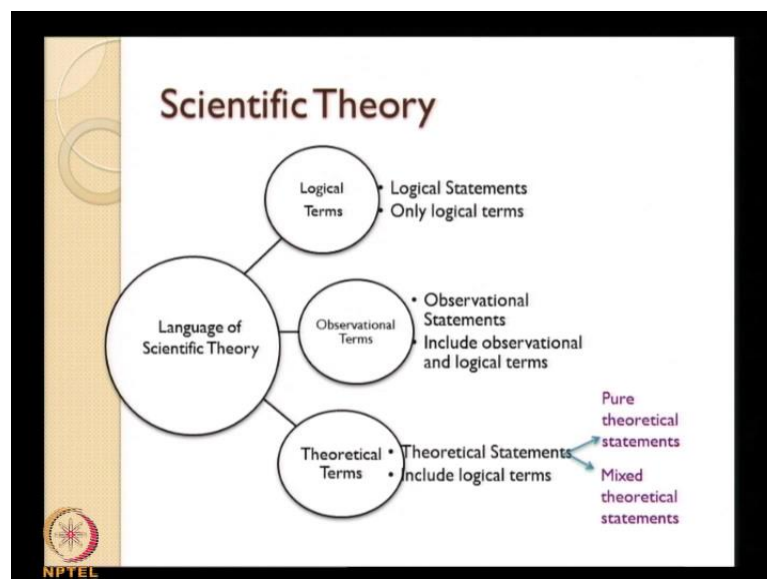 Scientific Theory
Logical
Terms
• Logical Statements
• Only logical terms
Language of
Scientific Theory
Observational
Terms
• Observational
Statements
• Include observational
and logical terms
Theoretical
Terms
• Theoretical Statements
• Include logical terms
Pure
theoretical
statements
Mixed
theoretical
statements
NPTEL